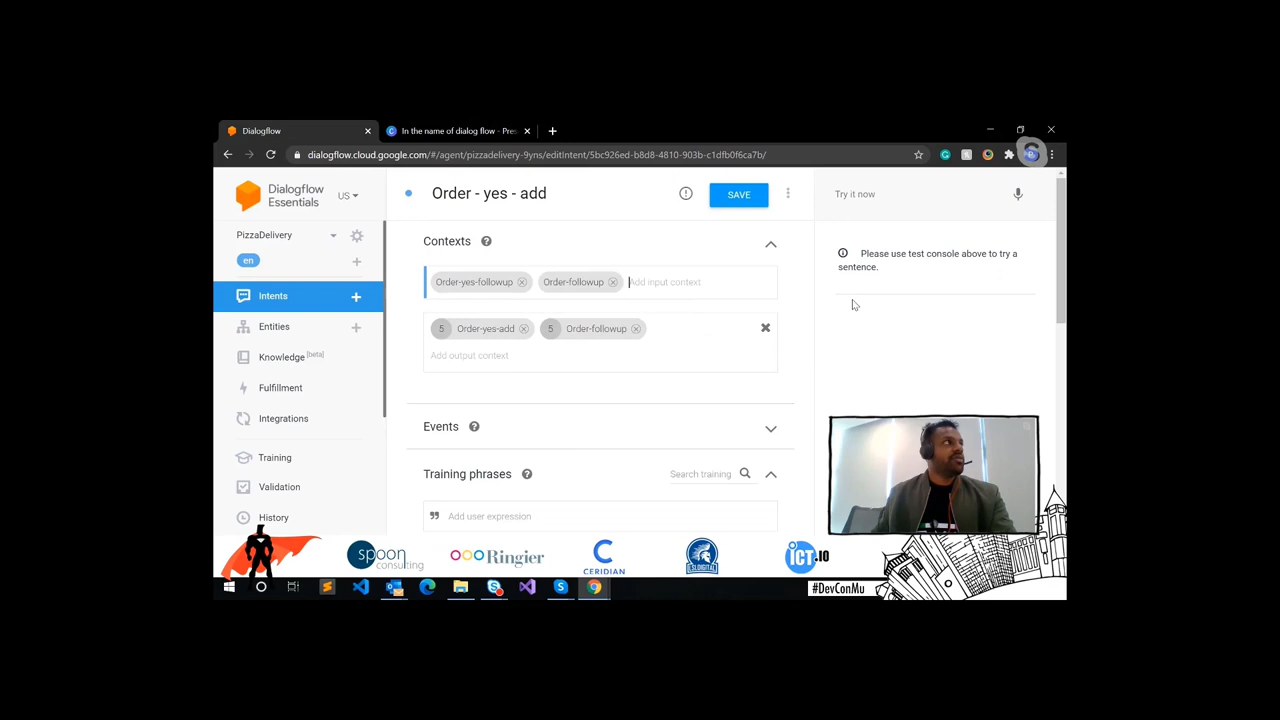 Dialogflow
In the name of dialog flow - Pres
dialogflow.cloud.google.com/#/agent/pizzadelivery-9yns/editIntent/5bc926ed-b8d8-4810-903b-c1dfb0f6ca7b/
Dialogflow
Essentials
US
PizzaDelivery
en
Intents
Entities
Knowledge [beta]
Fulfillment
Integrations
Training
Validation
History
Order - yes - add
SAVE
Contexts
Order-yes-followup Order-followup Add input context
5 Order-yes-add 5 Order-followup
Add output context
Events
Training phrases
Search training
Add user expression
Try it now
Please use test console above to try a
sentence.
spoon
consulting
Ringier
CERIDIAN
ICT.IO
#DevConMu